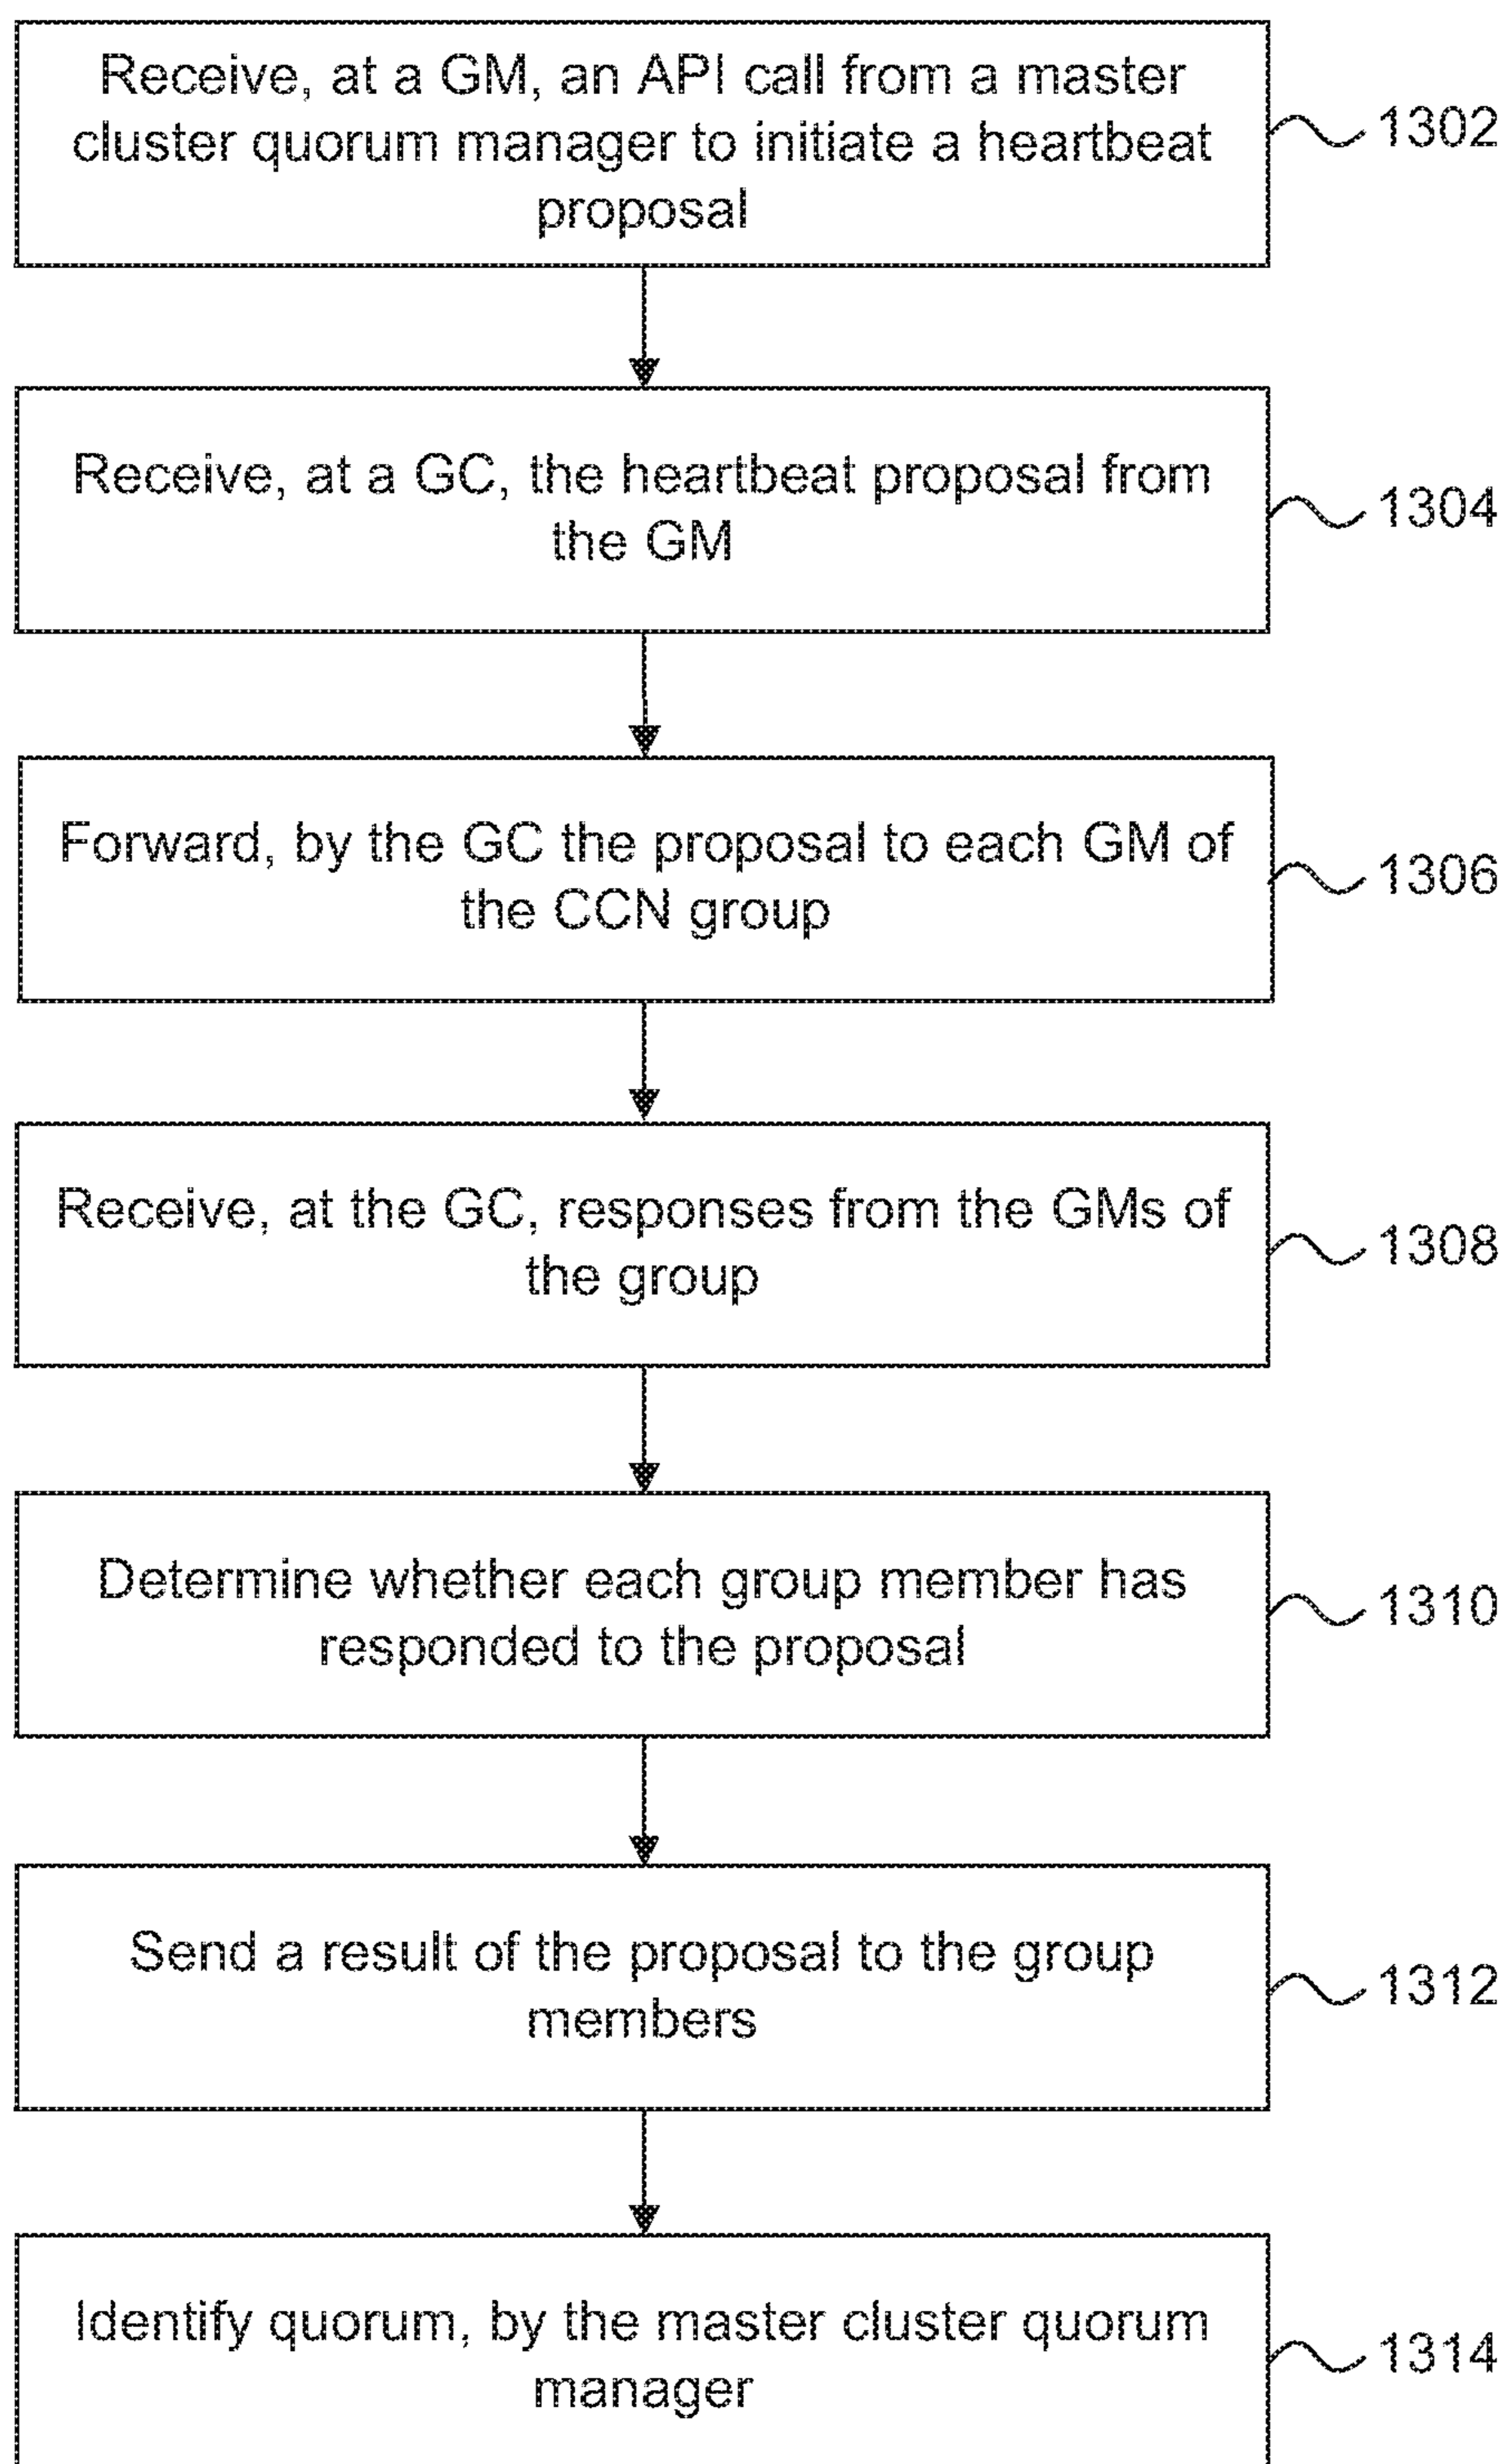 Receive, at a GM, an API call from a master
cluster quorum manager to initiate a heartbeat
proposal
1302
Receive, at a GC, the heartbeat proposal from
the GM
1304
Forward, by the GC the proposal to each GM of
the CCN group
1306
Receive, at the GC, responses from the GMs of
the group
1308
Determine whether each group member has
responded to the proposal
1310
Send a result of the proposal to the group
members
1312
Identify quorum, by the master cluster quorum
manager
1314